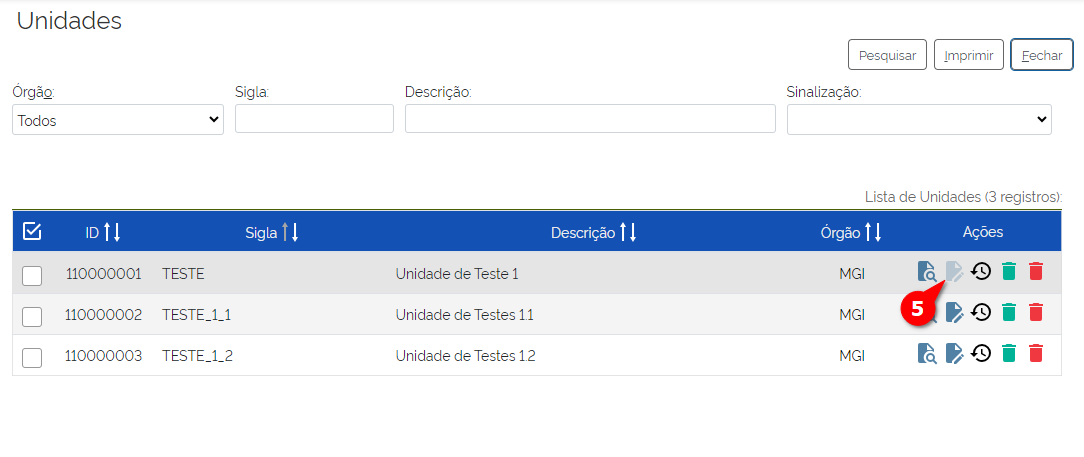 Unidades
Pesquisar Imprimir Fechar
Órgão: Sigla: Descrição: Sinalização:
Todos
Lista de Unidades (3 registros):
ID Sigla Descrição Órgão Ações
110000001 TESTE Unidade de Teste 1 MGI
5
110000002 TESTE_1_1 Unidade de Testes 1.1 MGI
110000003 TESTE_1_2 Unidade de Testes 1.2 MGI